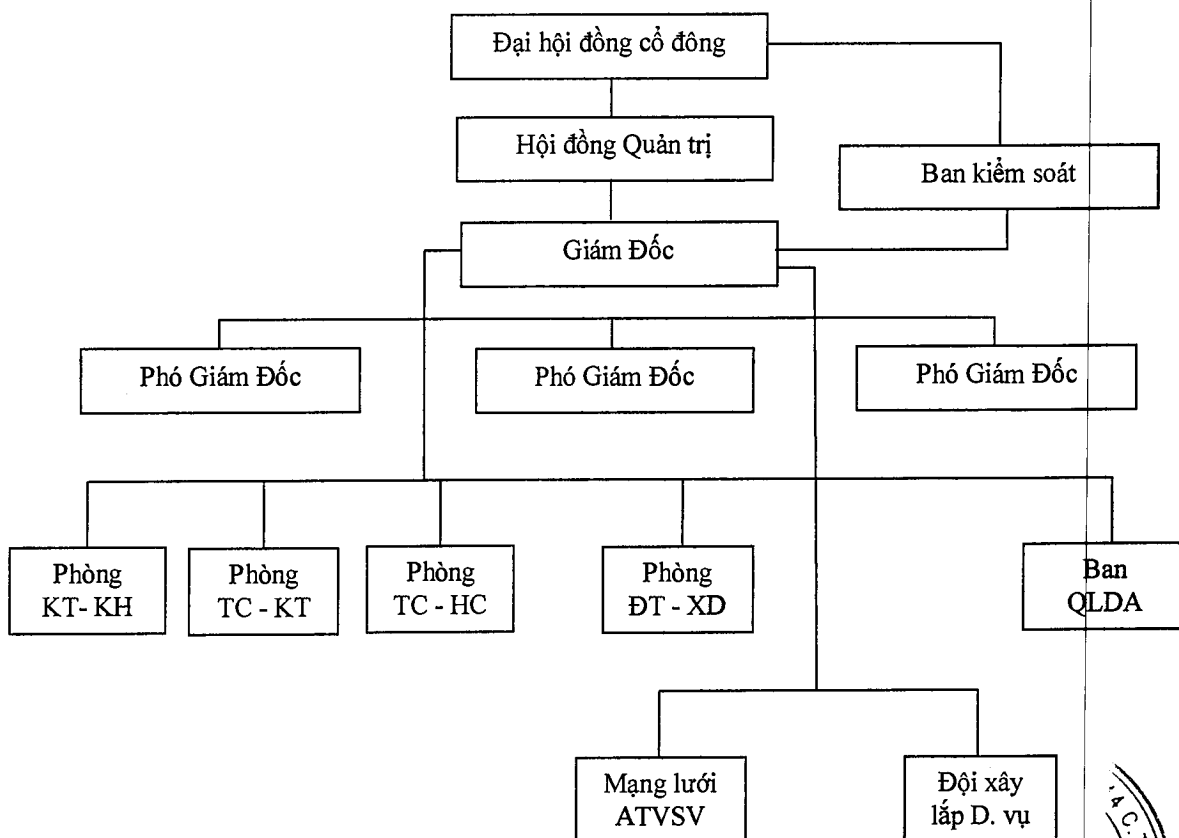 Đại hội đồng cổ đông
Hội đồng Quản trị
Ban kiểm soát
Giám Đốc
Phó Giám Đốc
Phó Giám Đốc
Phó Giám Đốc
Phòng
KT- KH
Phòng
TC - KT
Phòng
TC - HC
Phòng
ĐT - XD
Ban
QLDA
Mạng lưới
ATVSV
Đội xây
lắp D. vụ